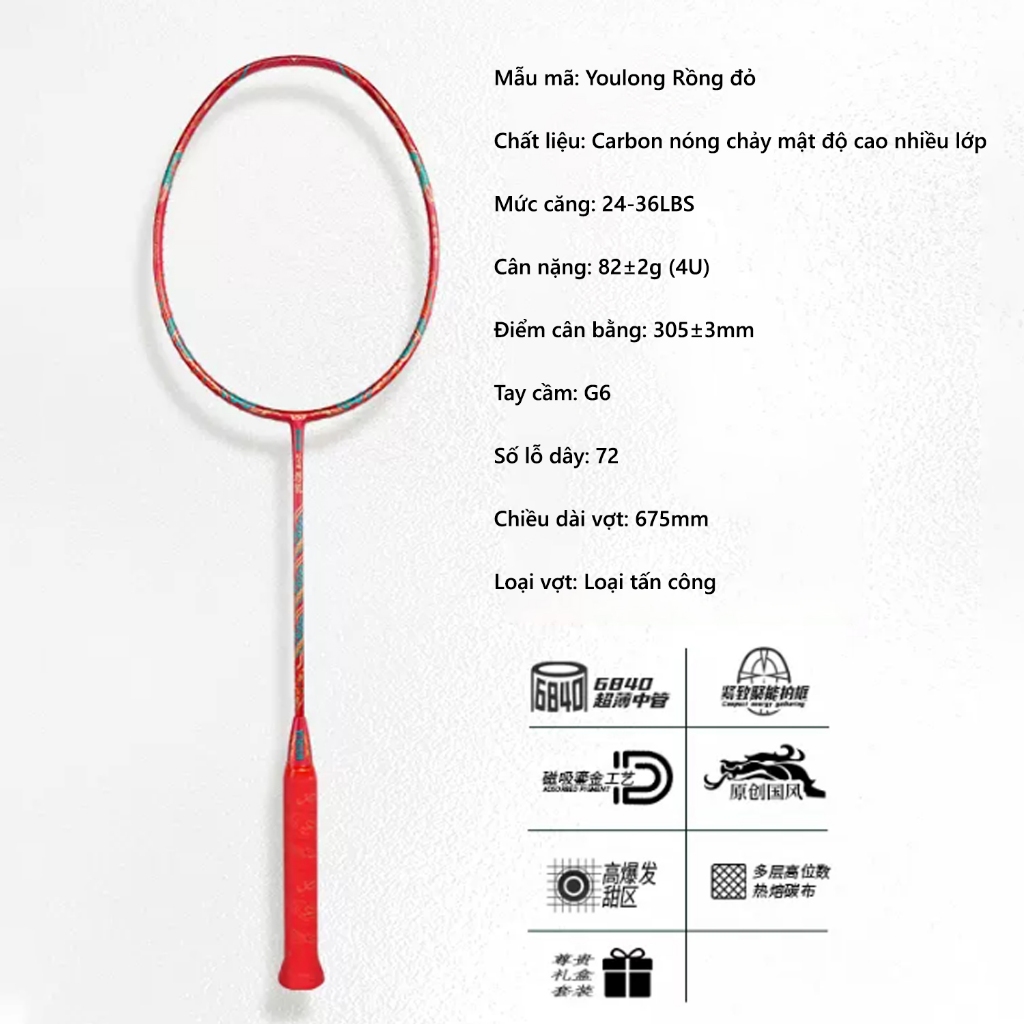 Mẫu mã: Youlong Rồng đỏ
Chất liệu: Carbon nóng chảy mật độ cao nhiều lớp
Mức căng: 24-36LBS
Cân nặng: 82±2g (4U)
Điểm cân bằng: 305±3mm
Tay cầm: G6
Số lỗ dây: 72
Chiều dài vợt: 675mm
Loại vợt: Loại tấn công
6840
6840
超薄中管
紧致聚能拍框
Compact energy gathering
磁吸鎏金工艺
ADSORBED PIGMENT
原创国风
高爆发
甜区
多层高位数
热熔碳布
尊贵
礼盒
套装